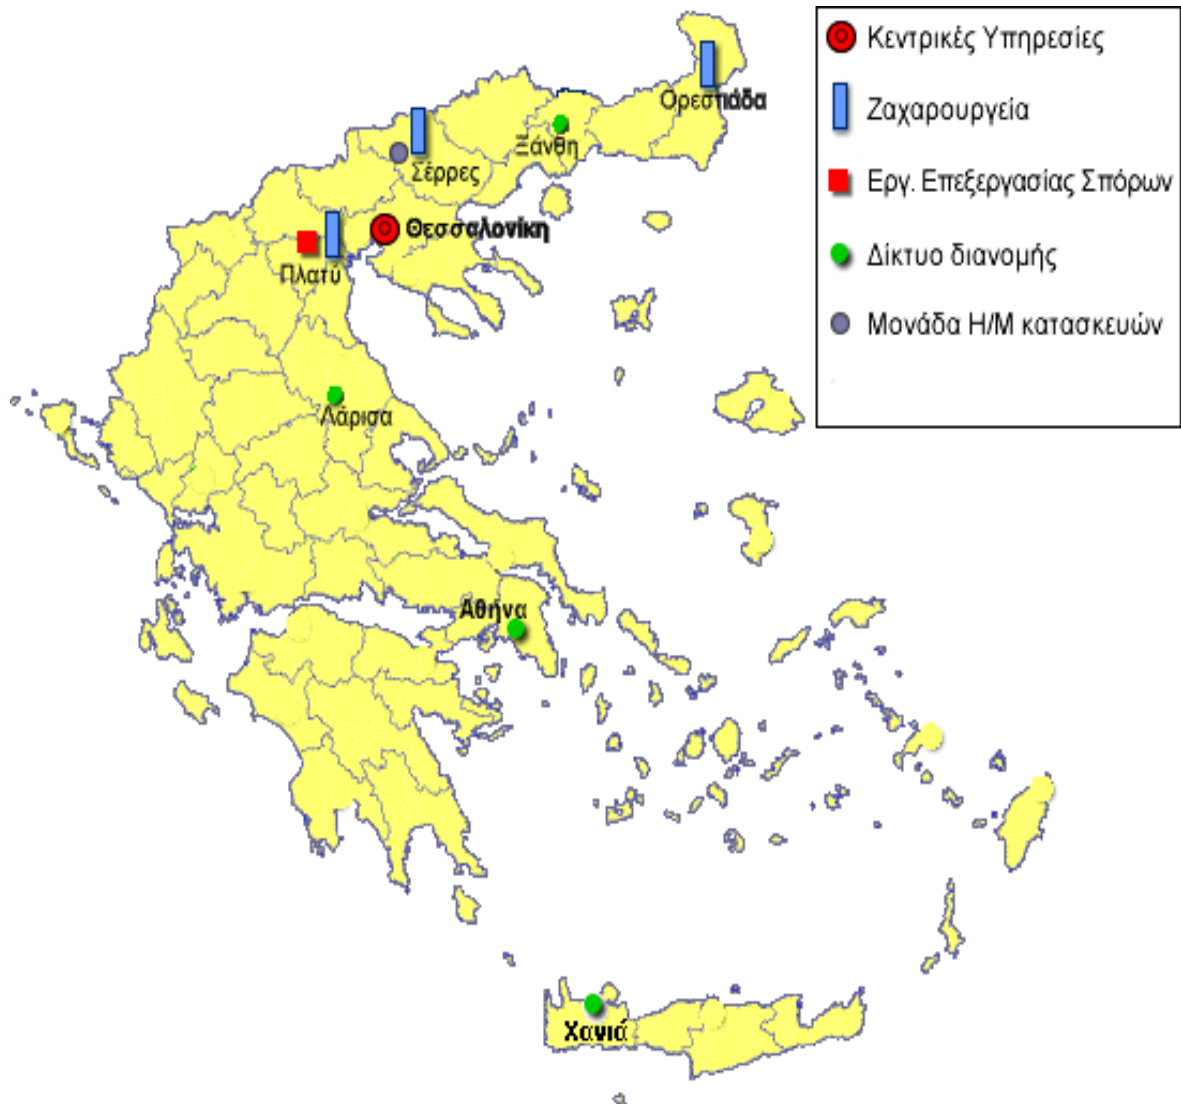 Κεντρικές Υπηρεσίες
Ζαχαρουργεία
Εργ. Επεξεργασίας Σπόρων
Δίκτυο διανομής
Μονάδα Η/Μ κατασκευών
Ορεστιάδα
Ξάνθη
Σέρρες
Θεσσαλονίκη
Πλατύ
Λάρισα
Αθήνα
Χανιά